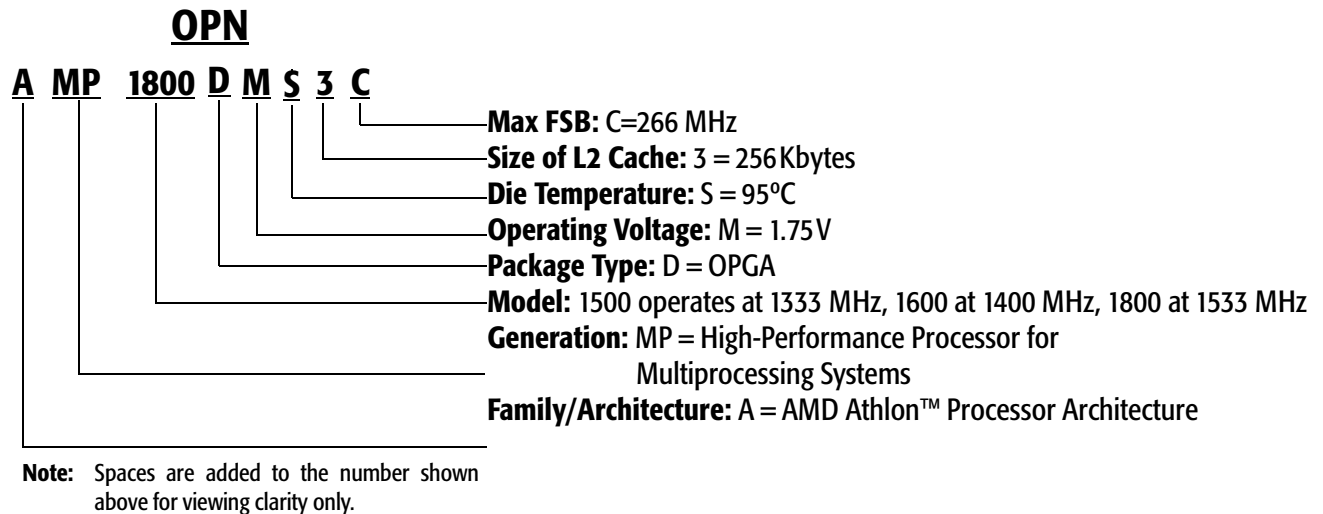 OPN
A MP 1800 D M S 3 C
Max FSB: C=266 MHz
Size of L2 Cache: 3 = 256 Kbytes
Die Temperature: S = 95ºC
Operating Voltage: M = 1.75 V
Package Type: D = OPGA
Model: 1500 operates at 1333 MHz, 1600 at 1400 MHz, 1800 at 1533 MHz
Generation: MP = High-Performance Processor for
Multiprocessing Systems
Family/Architecture: A = AMD Athlon™ Processor Architecture
Note: Spaces are added to the number shown
above for viewing clarity only.